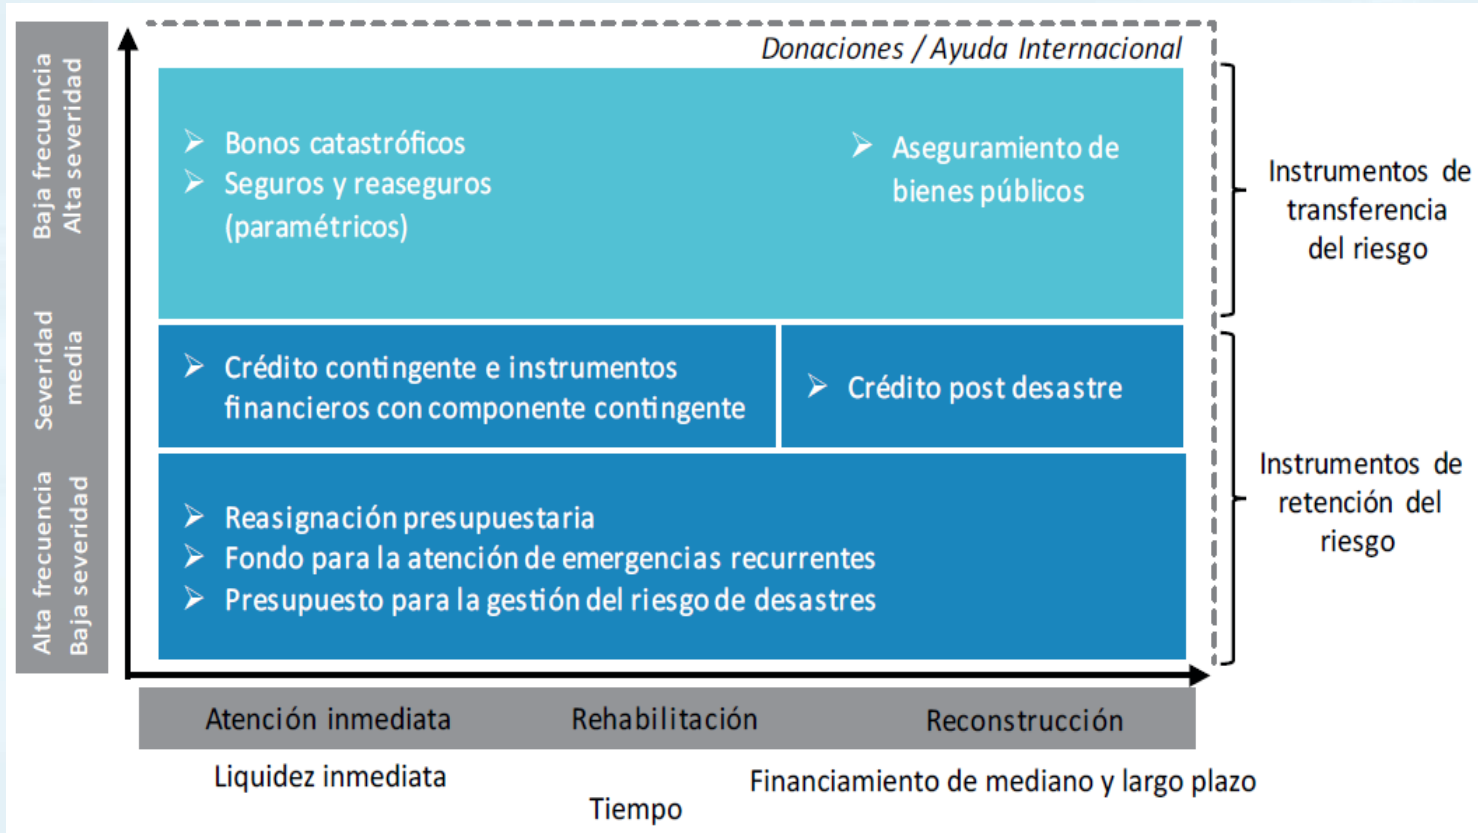 Donaciones / Ayuda Internacional
Baja frecuencia
Alta severidad
➢ Bonos catastróficos
➢ Seguros y reaseguros
(paramétricos)
➢ Aseguramiento de
bienes públicos
Instrumentos de
transferencia
del riesgo
Severidad
media
➢ Crédito contingente e instrumentos
financieros con componente contingente
➢ Crédito post desastre
Alta frecuencia
Baja severidad
➢ Reasignación presupuestaria
➢ Fondo para la atención de emergencias recurrentes
➢ Presupuesto para la gestión del riesgo de desastres
Instrumentos de
retención del
riesgo
Atención inmediata
Rehabilitación
Reconstrucción
Liquidez inmediata
Financiamiento de mediano y largo plazo
Tiempo